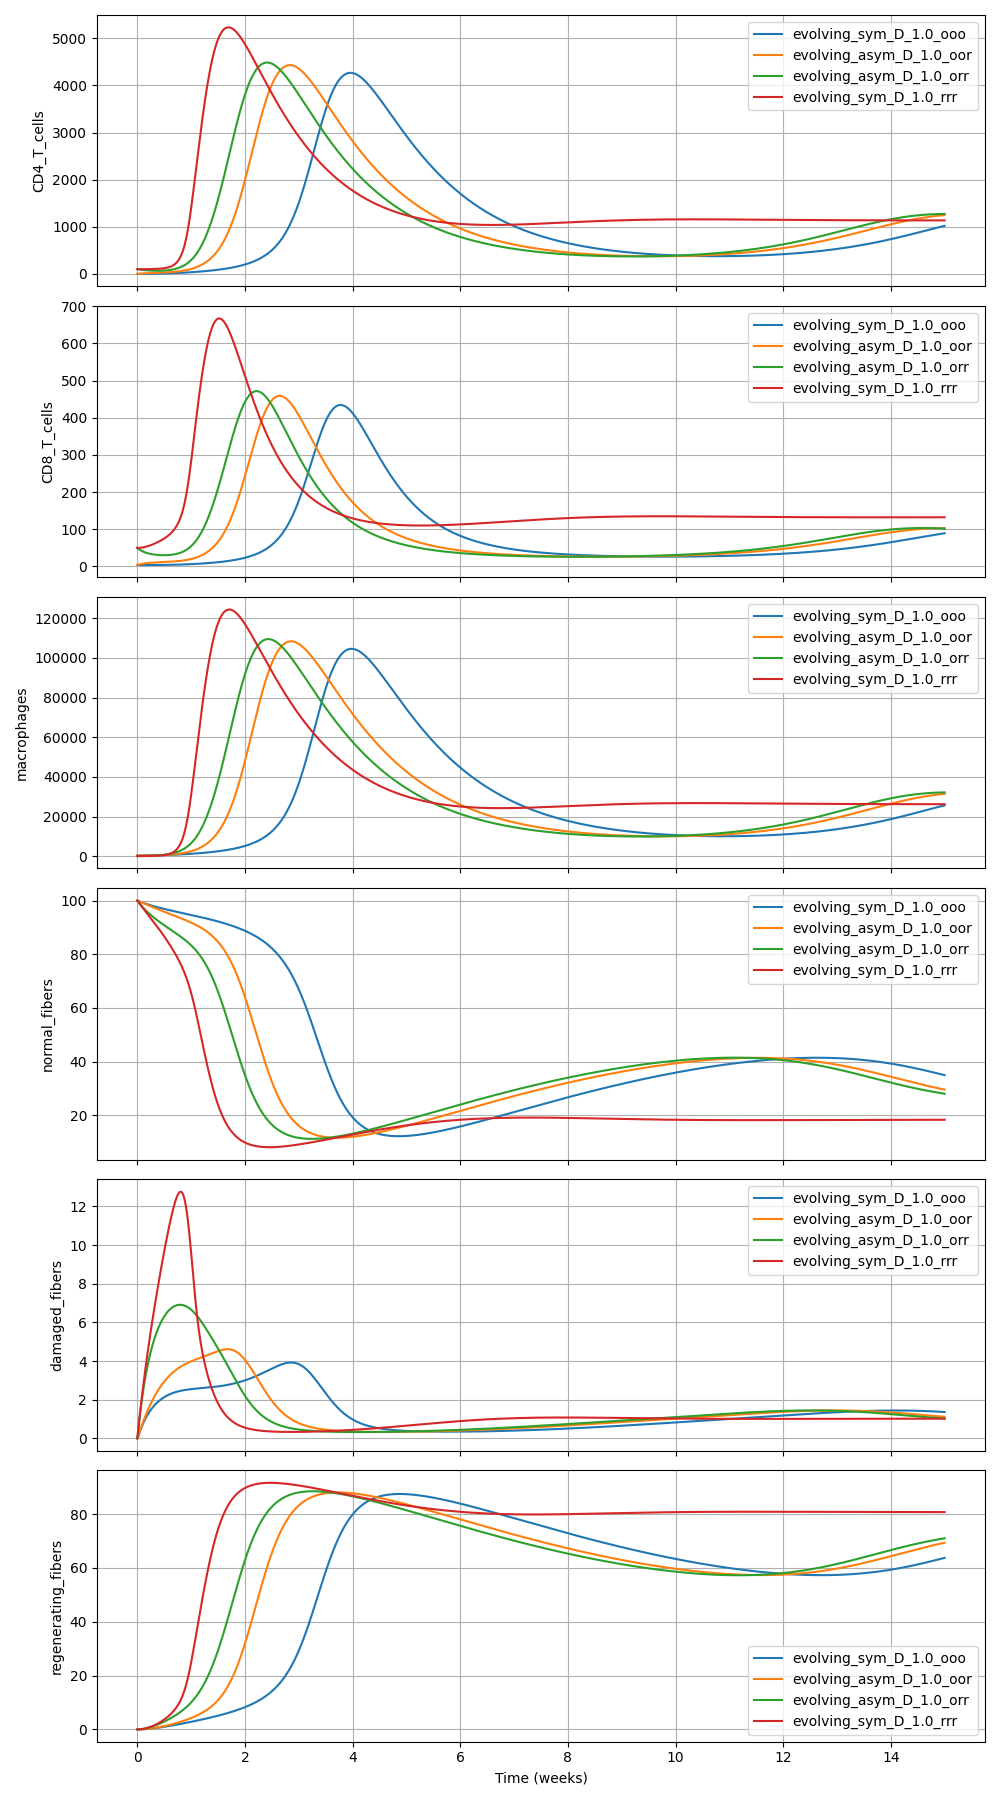 CD4_T_cells
5000
4000
3000
2000
1000
0
evolving_sym_D_1.0_ooo
evolving_asym_D_1.0_oor
evolving_asym_D_1.0_orr
evolving_sym_D_1.0_rrr
CD8_T_cells
700
600
500
400
300
200
100
0
evolving_sym_D_1.0_ooo
evolving_asym_D_1.0_oor
evolving_asym_D_1.0_orr
evolving_sym_D_1.0_rrr
macrophages
120000
100000
80000
60000
40000
20000
0
evolving_sym_D_1.0_ooo
evolving_asym_D_1.0_oor
evolving_asym_D_1.0_orr
evolving_sym_D_1.0_rrr
normal_fibers
100
80
60
40
20
evolving_sym_D_1.0_ooo
evolving_asym_D_1.0_oor
evolving_asym_D_1.0_orr
evolving_sym_D_1.0_rrr
damaged_fibers
12
10
8
6
4
2
0
evolving_sym_D_1.0_ooo
evolving_asym_D_1.0_oor
evolving_asym_D_1.0_orr
evolving_sym_D_1.0_rrr
regenerating_fibers
80
60
40
20
0
evolving_sym_D_1.0_ooo
evolving_asym_D_1.0_oor
evolving_asym_D_1.0_orr
evolving_sym_D_1.0_rrr
0 2 4 6 8 10 12 14
Time (weeks)